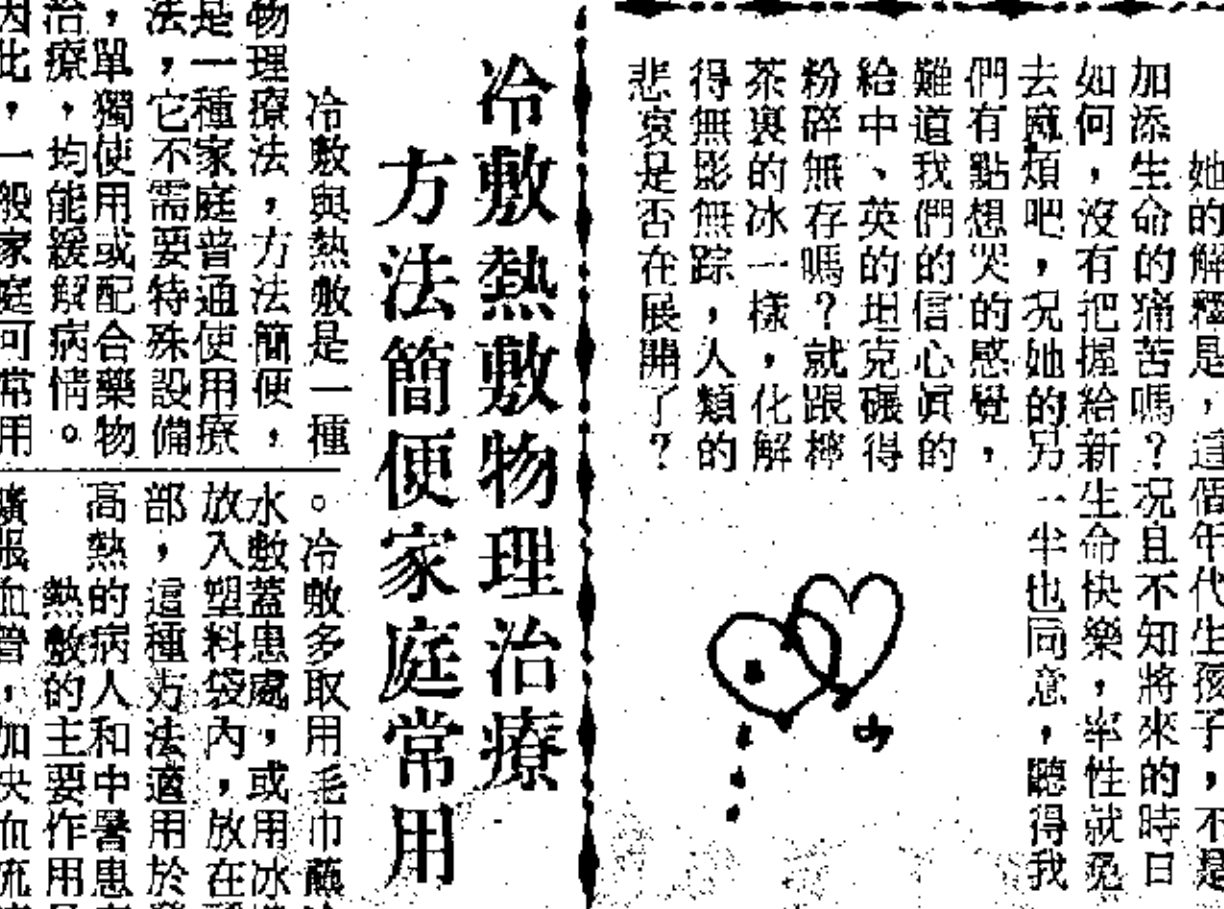 她的解釋是，這個年代生孩子，不是
加添生命的痛苦嗎？况且不知將來的時日
如何，沒有把握給新生命快樂，率性就免
去麻煩吧，况她的另一半也同意，聽得我
們有點想哭的感覺，
難道我們的信心眞的
給中、英的坦克碾得
粉碎無存嗎？就跟檸
茶裏的冰一樣，化解
得無影無踪，人類的
悲哀是否在展開了？
冷敷熱敷物理治療
方法簡便家庭常用
冷敷與熱敷是一種
物理療法，方法簡便，
是一種家庭普通使用療
法，它不需要特殊設備
，單獨使用或配合藥物
治療，均能緩解病情。
因此，一般家庭可常用
。冷敷多取用毛巾蘸冷
水敷蓋患處，或用冰塊
放入塑料袋內，放在
部，這種方法適用於發
高熱的病人和中暑患者
熱敷的主要作用是
擴張血管，加快血流